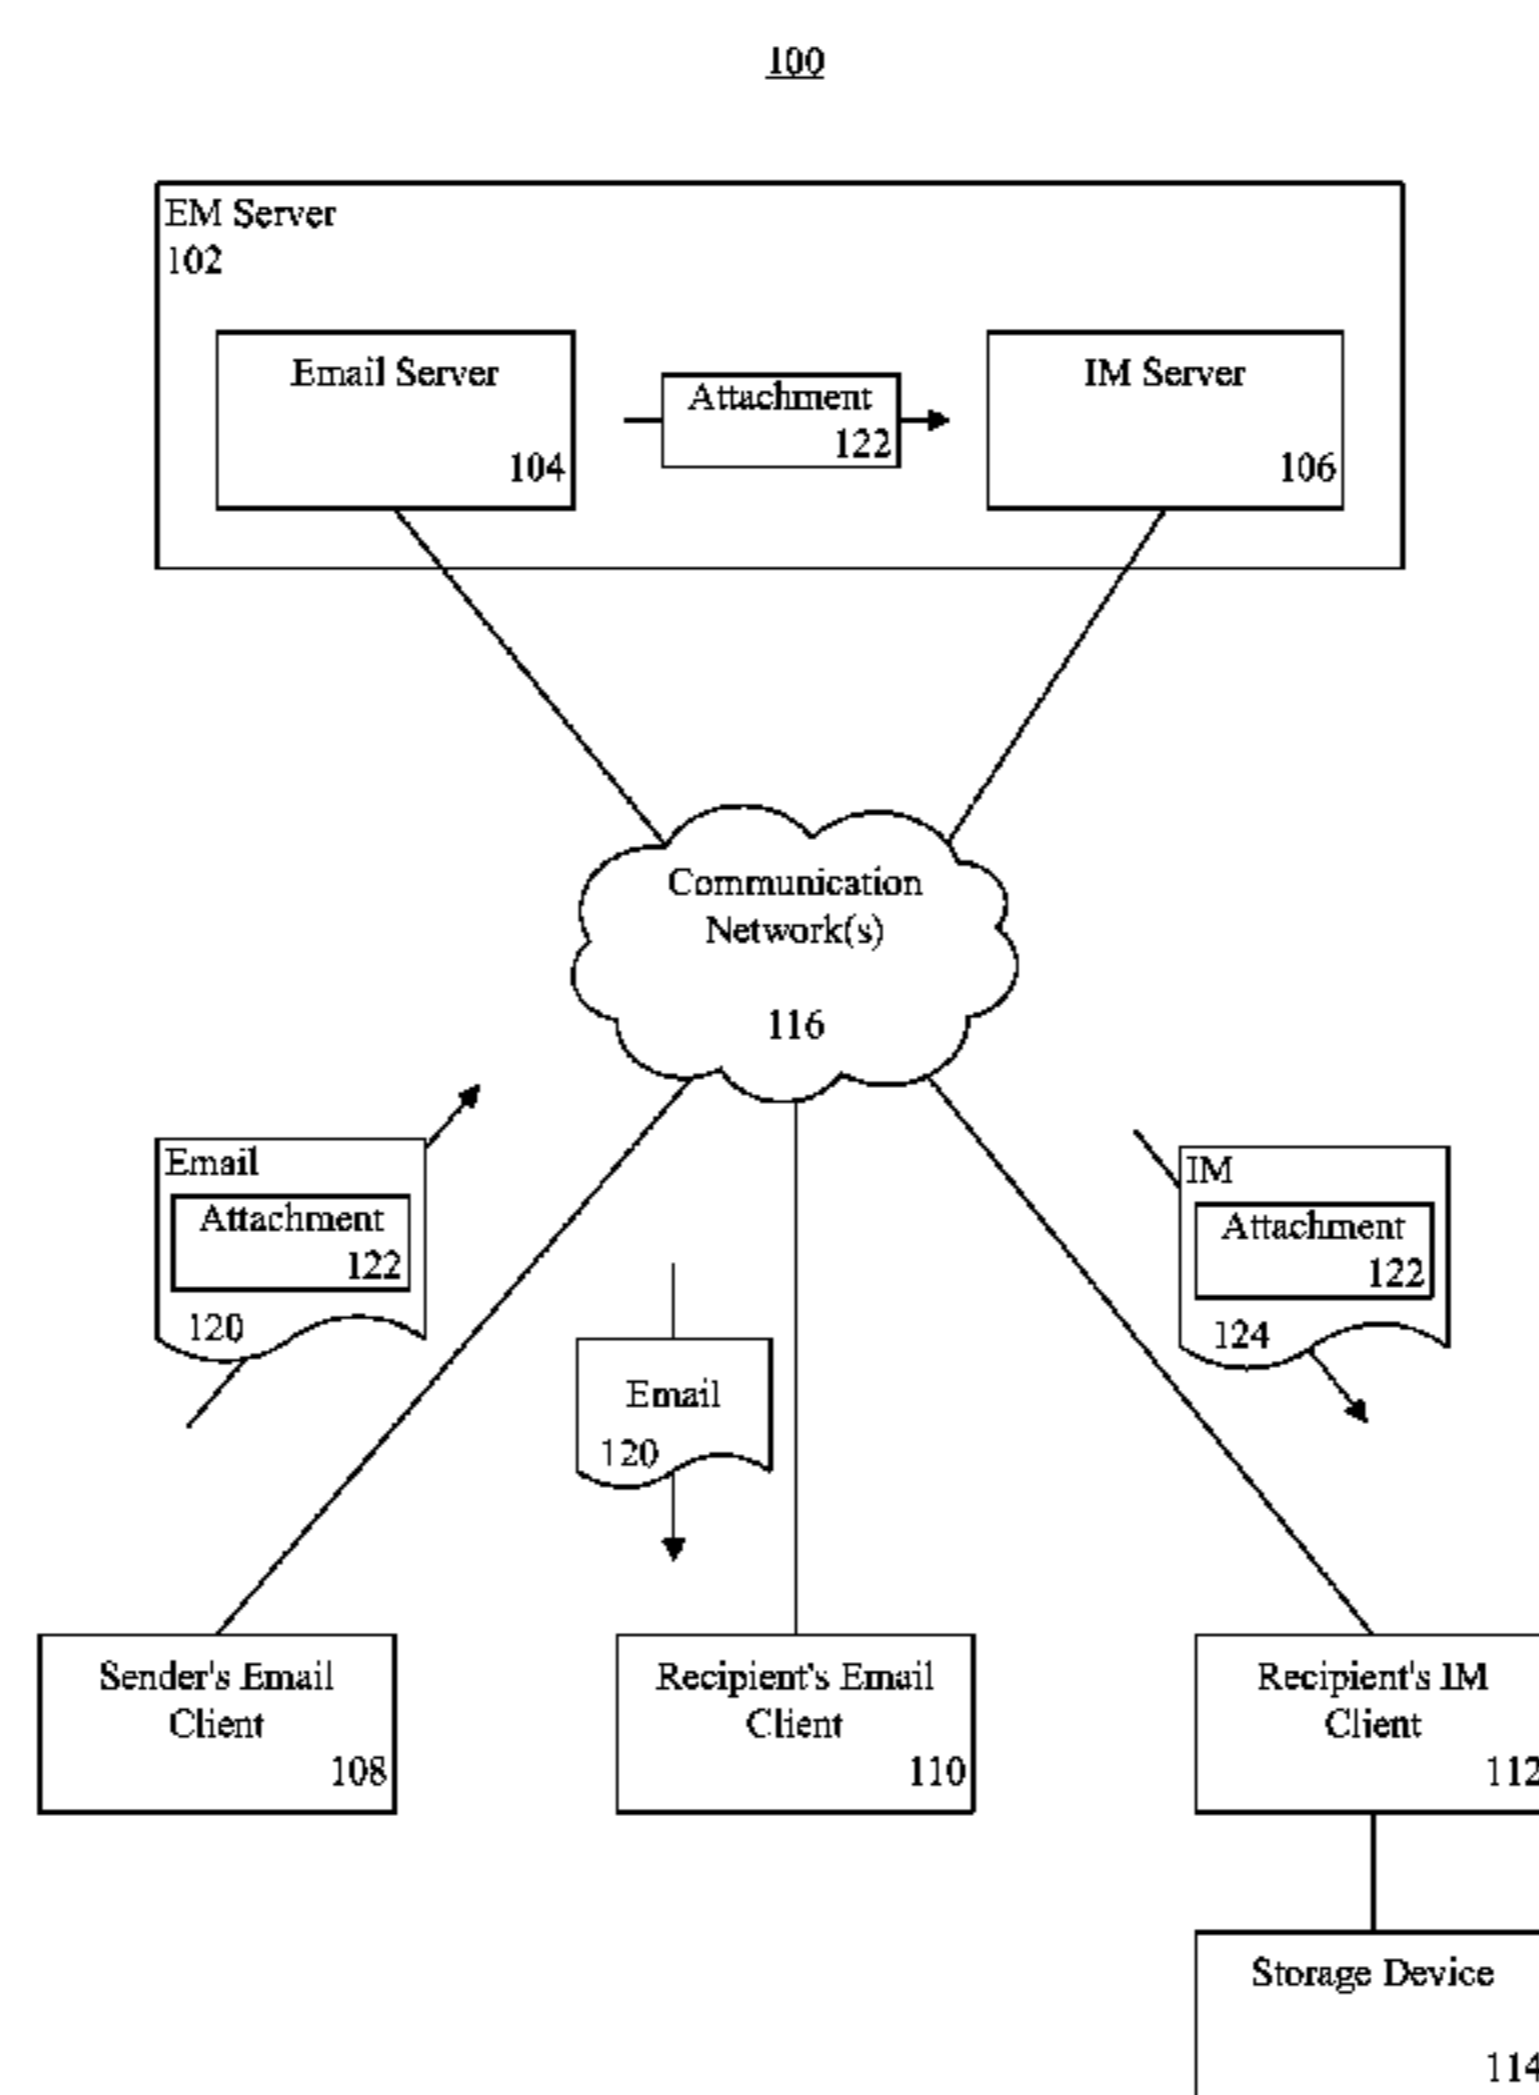 100
EM Server
102
Email Server
104
Attachment
122
IM Server
106
Communication
Network(s)
116
Email
Attachment
122
120
Email
120
IM
Attachment
122
124
Sender's Email
Client
108
Recipient's Email
Client
110
Recipient's IM
Client
112
Storage Device
114